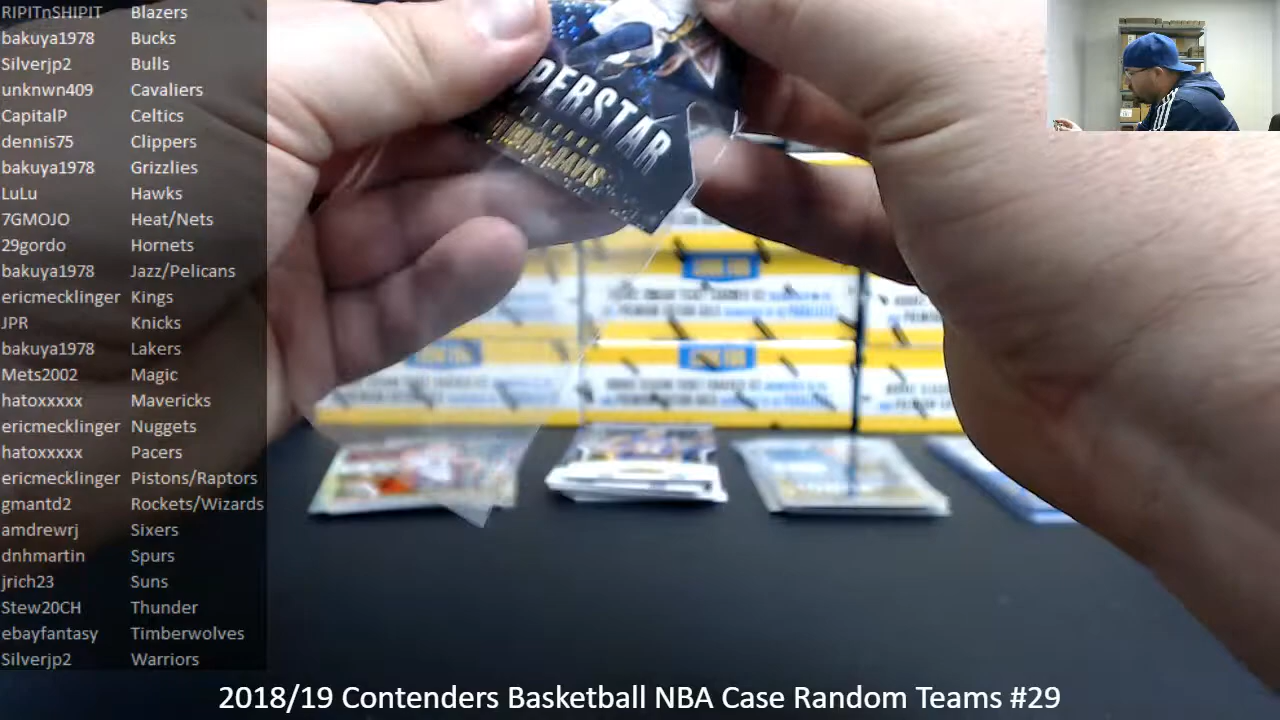 RIPITnSHIPIT Blazers
bakuya1978 Bucks
Silverjp2 Bulls
unknwn409 Cavaliers
CapitalP Celtics
dennis75 Clippers
bakuya1978 Grizzlies
LuLu Hawks
7GMOJO Heat/Nets
29gordo Hornets
bakuya1978 Jazz/Pelicans
ericmecklinger Kings
JPR Knicks
bakuya1978 Lakers
Mets2002 Magic
hatoxxxxx Mavericks
ericmecklinger Nuggets
hatoxxxxx Pacers
ericmecklinger Pistons/Raptors
gmantd2 Rockets/Wizards
amdrewrj Sixers
dnhmartin Spurs
jrich23 Suns
Stew20CH Thunder
ebayfantasy Timberwolves
Silverjp2 Warriors
PERSTAR
DAVIS
2018/19 Contenders Basketball NBA Case Random Teams #29